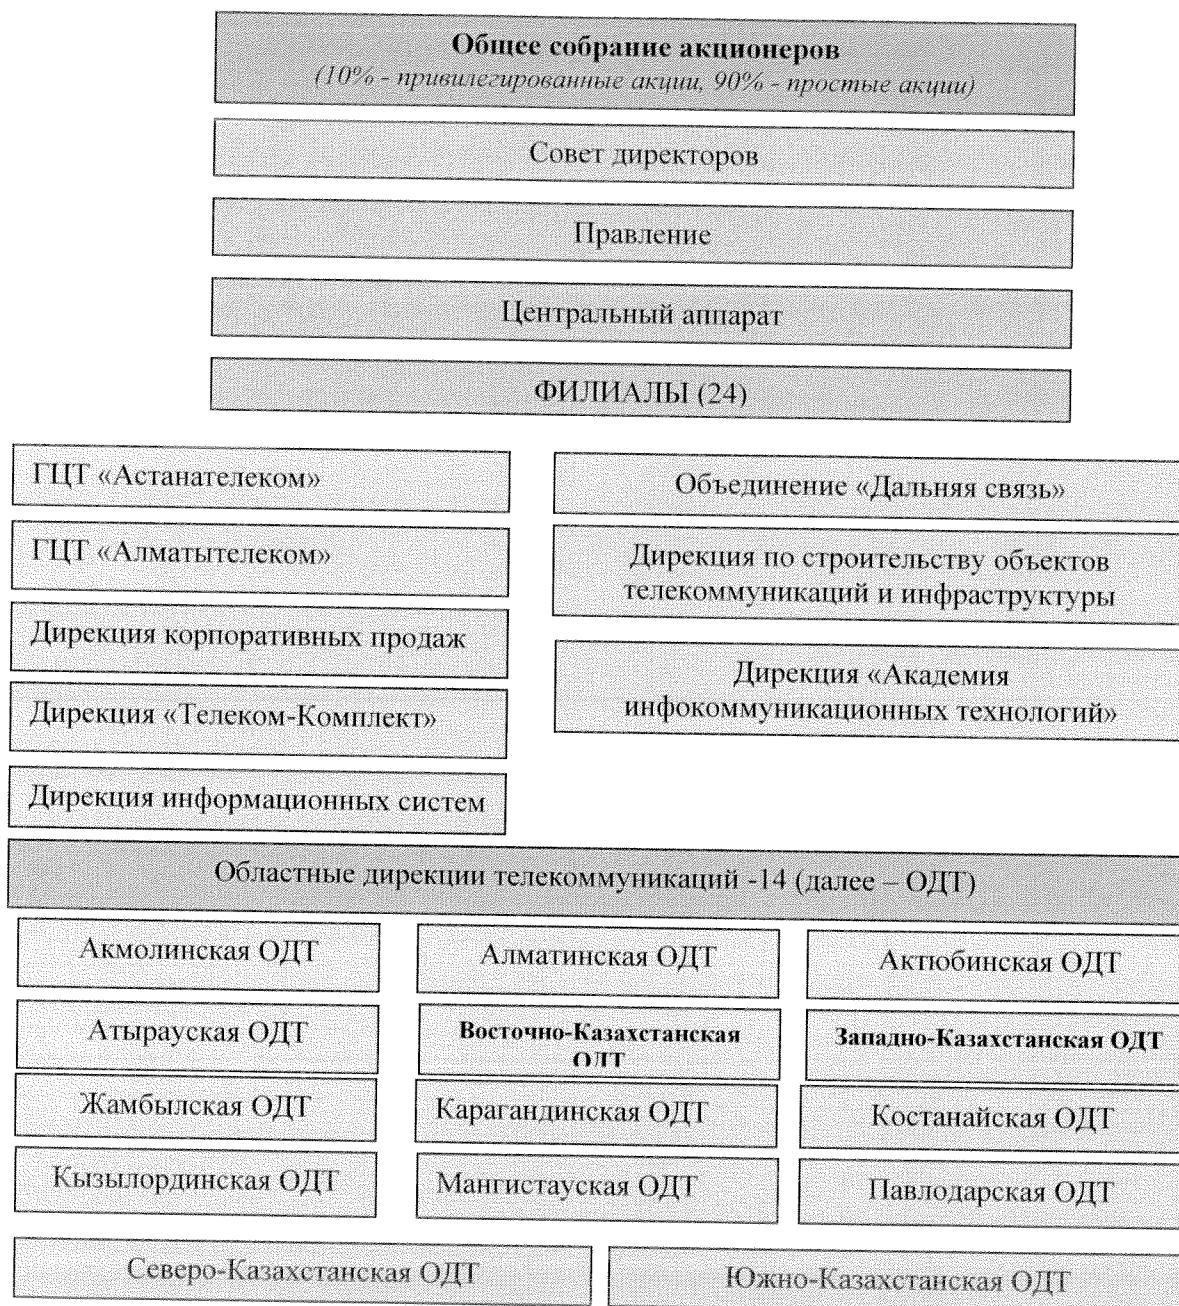 Общее собрание акционеров
(10% - привилегированные акции, 90% - простые акции)
Совет директоров
Правление
Центральный аппарат
ФИЛИАЛЫ (24)
ГЦТ «Астанателеком»
ГЦТ «Алматытелеком»
Дирекция корпоративных продаж
Дирекция «Телеком-Комплект»
Дирекция информационных систем
Объединение «Дальняя связь»
Дирекция по строительству объектов
телекоммуникаций и инфраструктуры
Дирекция «Академия
инфокоммуникационных технологий»
Областные дирекции телекоммуникаций -14 (далее – ОДТ)
Акмолинская ОДТ
Алматинская ОДТ
Актюбинская ОДТ
Атырауская ОДТ
Восточно-Казахстанская
ОДТ
Западно-Казахстанская ОДТ
Жамбылская ОДТ
Карагандинская ОДТ
Костанайская ОДТ
Кызылординская ОДТ
Мангистауская ОДТ
Павлодарская ОДТ
Северо-Казахстанская ОДТ
Южно-Казахстанская ОДТ